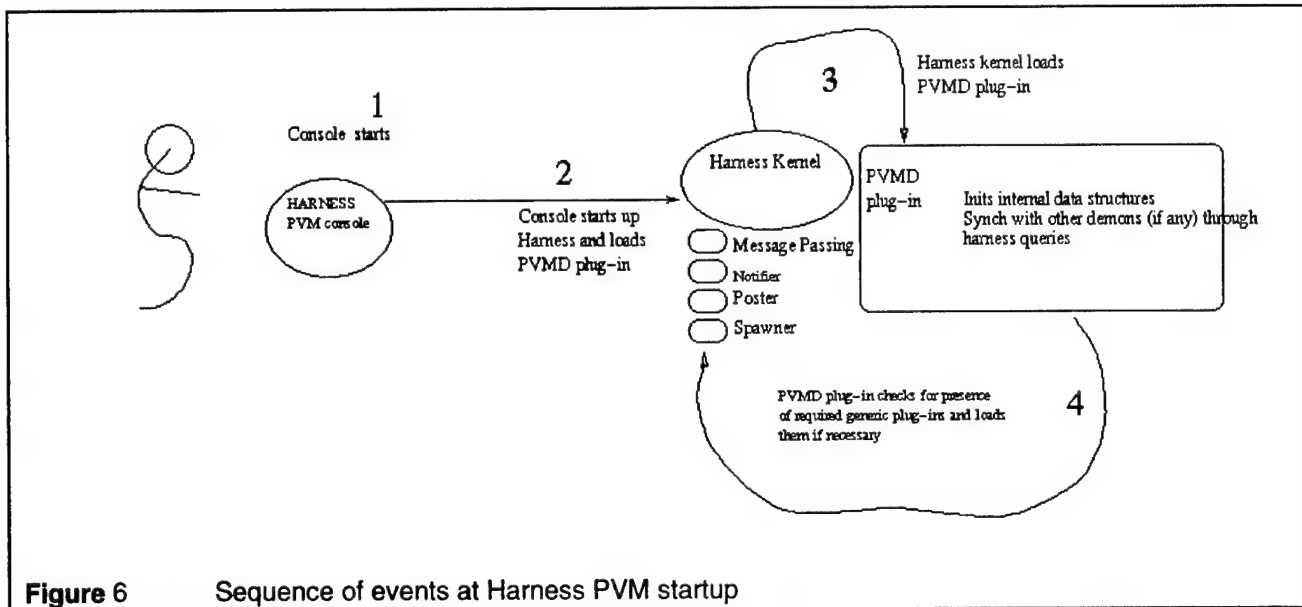 1
Console starts
HARNESS
PVM console
2
Console starts up
Harness and loads
PVMD plug-in
3
Harness kernel loads
PVMD plug-in
Harness Kernel
Message Passing
Notifier
Poster
Spawner
PVMD
plug-in
Inits internal data structures
Synch with other demons (if any) through
harness queries
4
PVMD plug-in checks for presence
of required generic plug-ins and loads
them if necessary
Figure 6 Sequence of events at Harness PVM startup